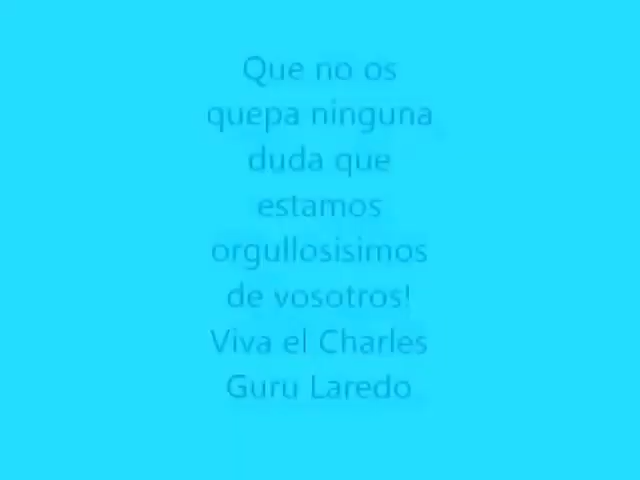 Que no os
quepa ninguna
duda que
estamos
orgullosisimos
de vosotros!
Viva el Charles
Guru Laredo